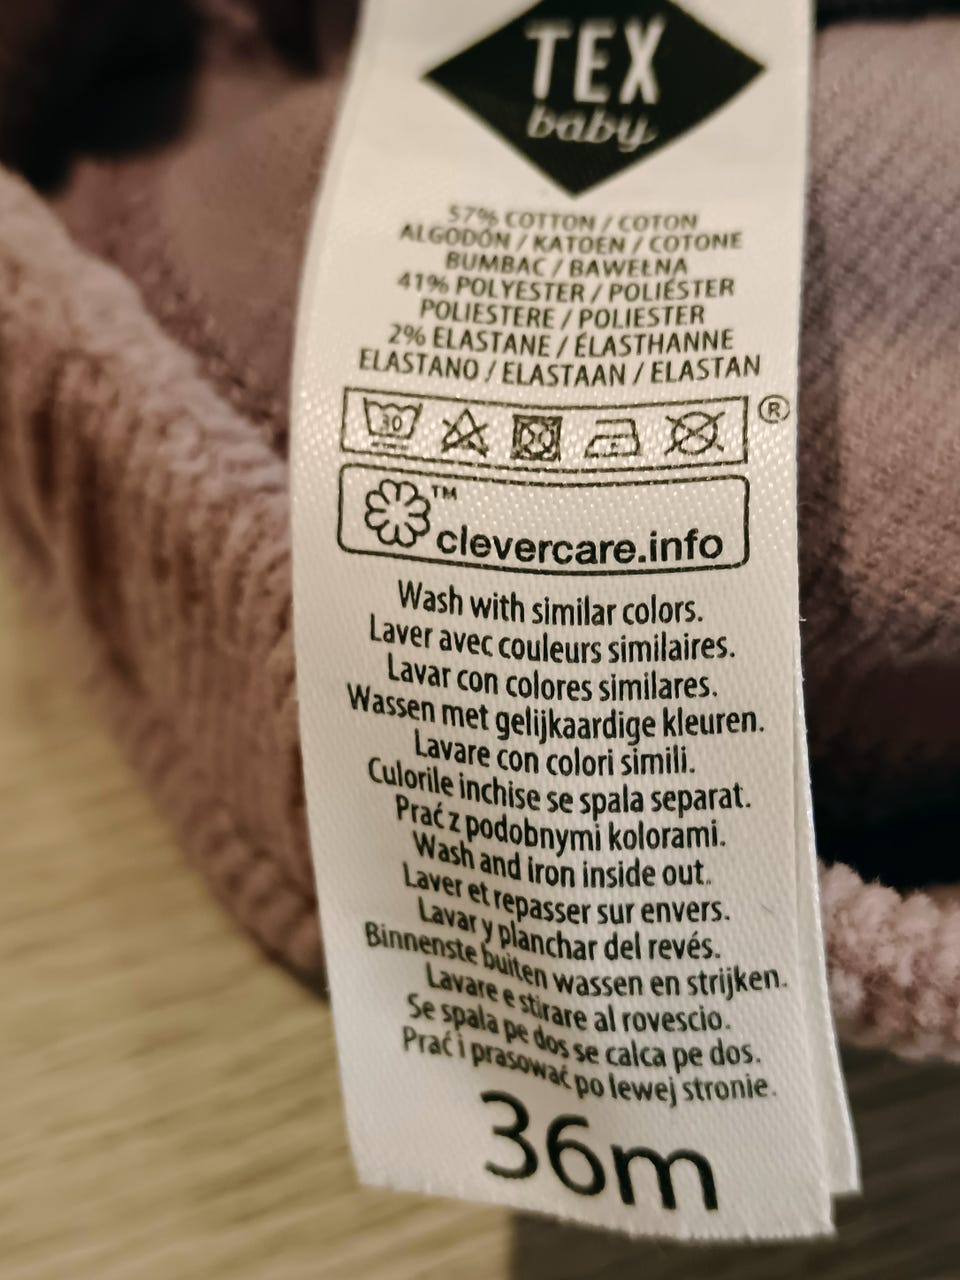 TEX
baby
57% COTTON / COTON
ALGODÓN / KATOEN / COTONE
BUMBAC / BAWEŁNA
41% POLYESTER / POLIÉSTER
POLIESTERE / POLIESTER
2% ELASTANE / ÉLASTHANNE
ELASTANO / ELASTAAN / ELASTAN
30
®
clevercare.info ™
Wash with similar colors.
Laver avec couleurs similaires.
Lavar con colores similares.
Wassen met gelijkaardige kleuren.
Lavare con colori simili.
Culorile inchise se spala separat.
Prać z podobnymi kolorami.
Wash and iron inside out.
Laver et repasser sur envers.
Lavar y planchar del revés.
Binnenste buiten wassen en strijken.
Lavare e stirare al rovescio.
Se spala pe dos se calca pe dos.
Prać i prasować po lewej stronie.
36m